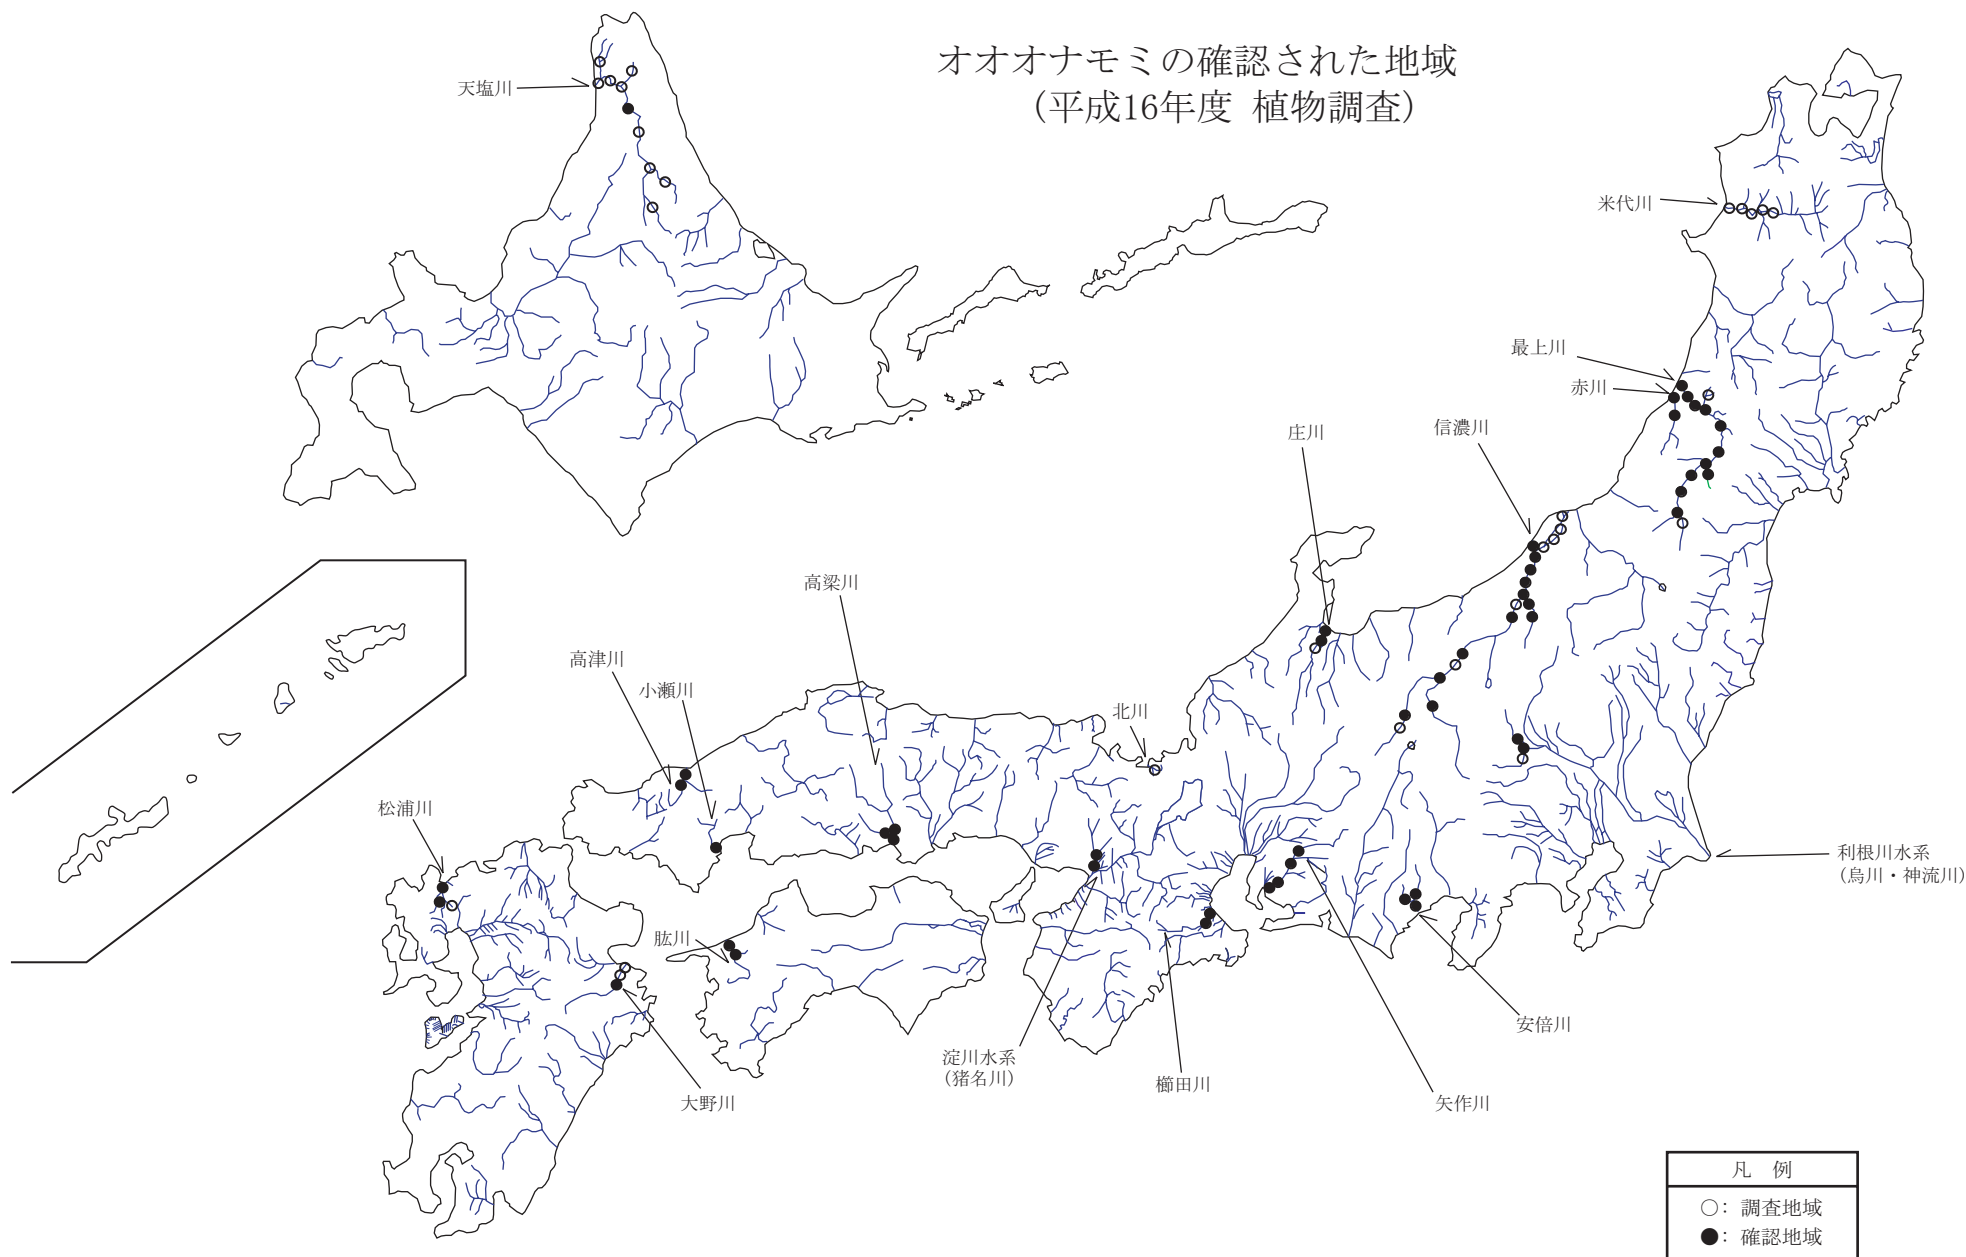 オオオナモミの確認された地域
(平成16年度 植物調査)
天塩川
米代川
最上川
赤川
信濃川
庄川
高梁川
高津川
小瀬川
北川
松浦川
利根川水系
(烏川・神流川)
肱川
安倍川
淀川水系
(猪名川)
櫛田川
大野川
矢作川
凡 例
○: 調査地域
●: 確認地域